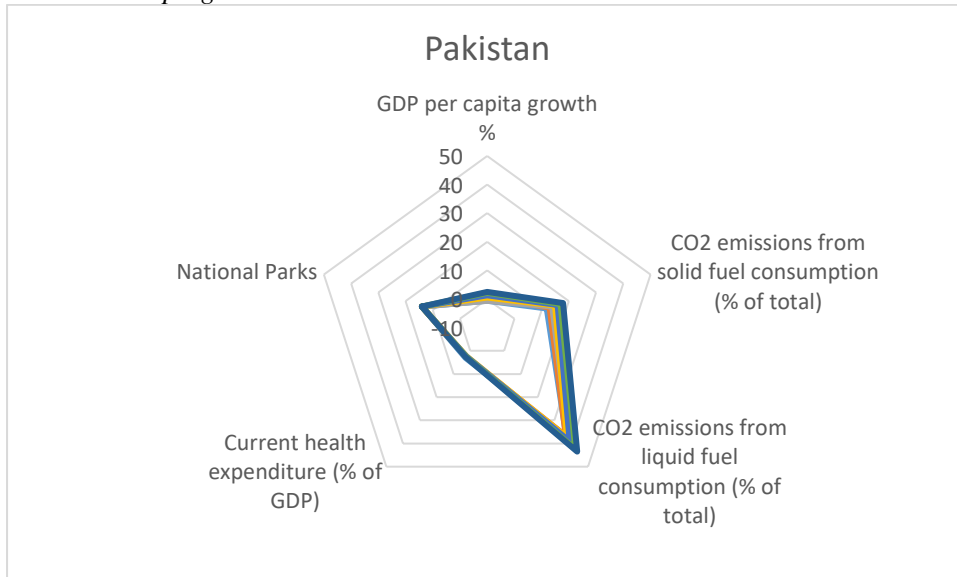 Pakistan
GDP per capita growth
%
50
40
30
20
10
0
-10
CO2 emissions from
solid fuel consumption
(% of total)
CO2 emissions from
liquid fuel
consumption (% of
total)
Current health
expenditure (% of
GDP)
National Parks